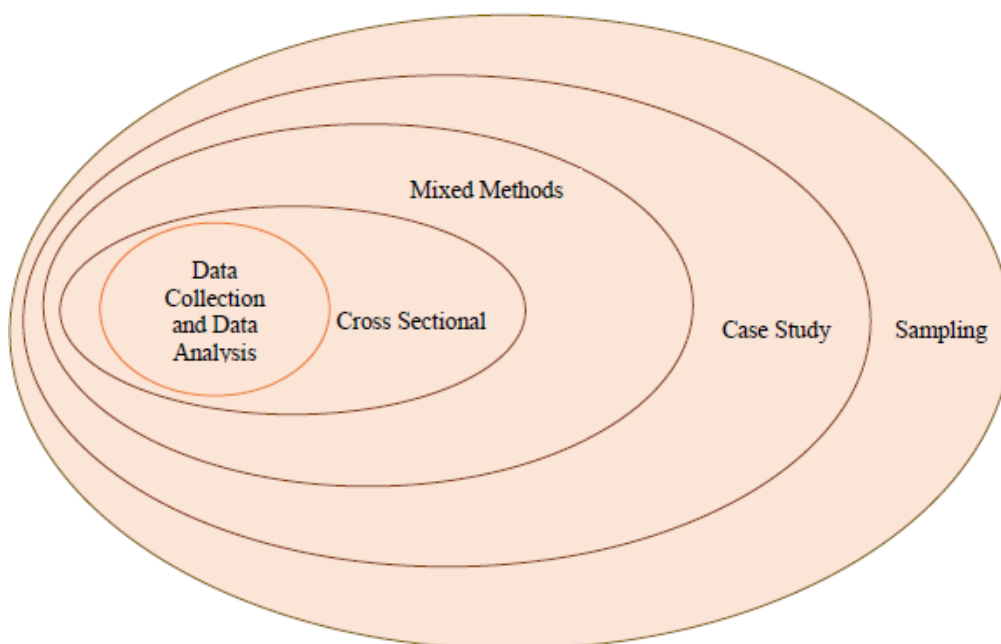 Mixed Methods
Data
Collection
and Data
Analysis
Cross Sectional
Case Study
Sampling